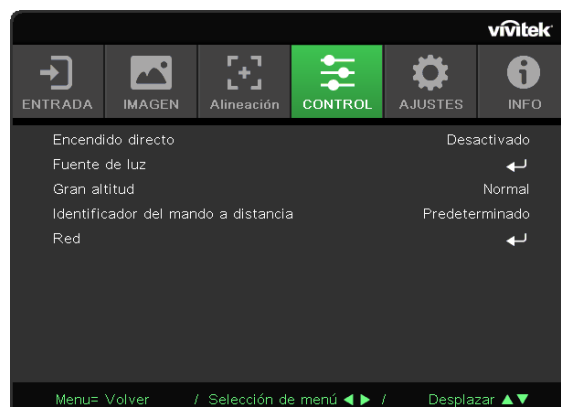 vivitek
ENTRADA IMAGEN Alineación CONTROL AJUSTES INFO
Encendido directo Desactivado
Fuente de luz
Gran altitud Normal
Identificador del mando a distancia Predeterminado
Red
Menu= Volver / Selección de menú ◀ ▶ / Desplazar ▲▼